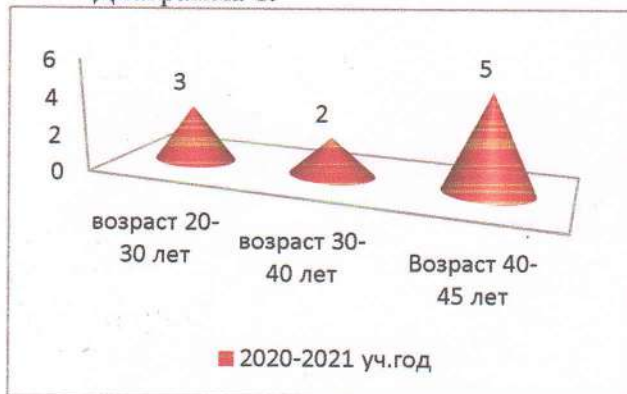 6
4
2
0
3
2
5
возраст 20-
30 лет
возраст 30-
40 лет
Возраст 40-
45 лет
2020-2021 уч.год